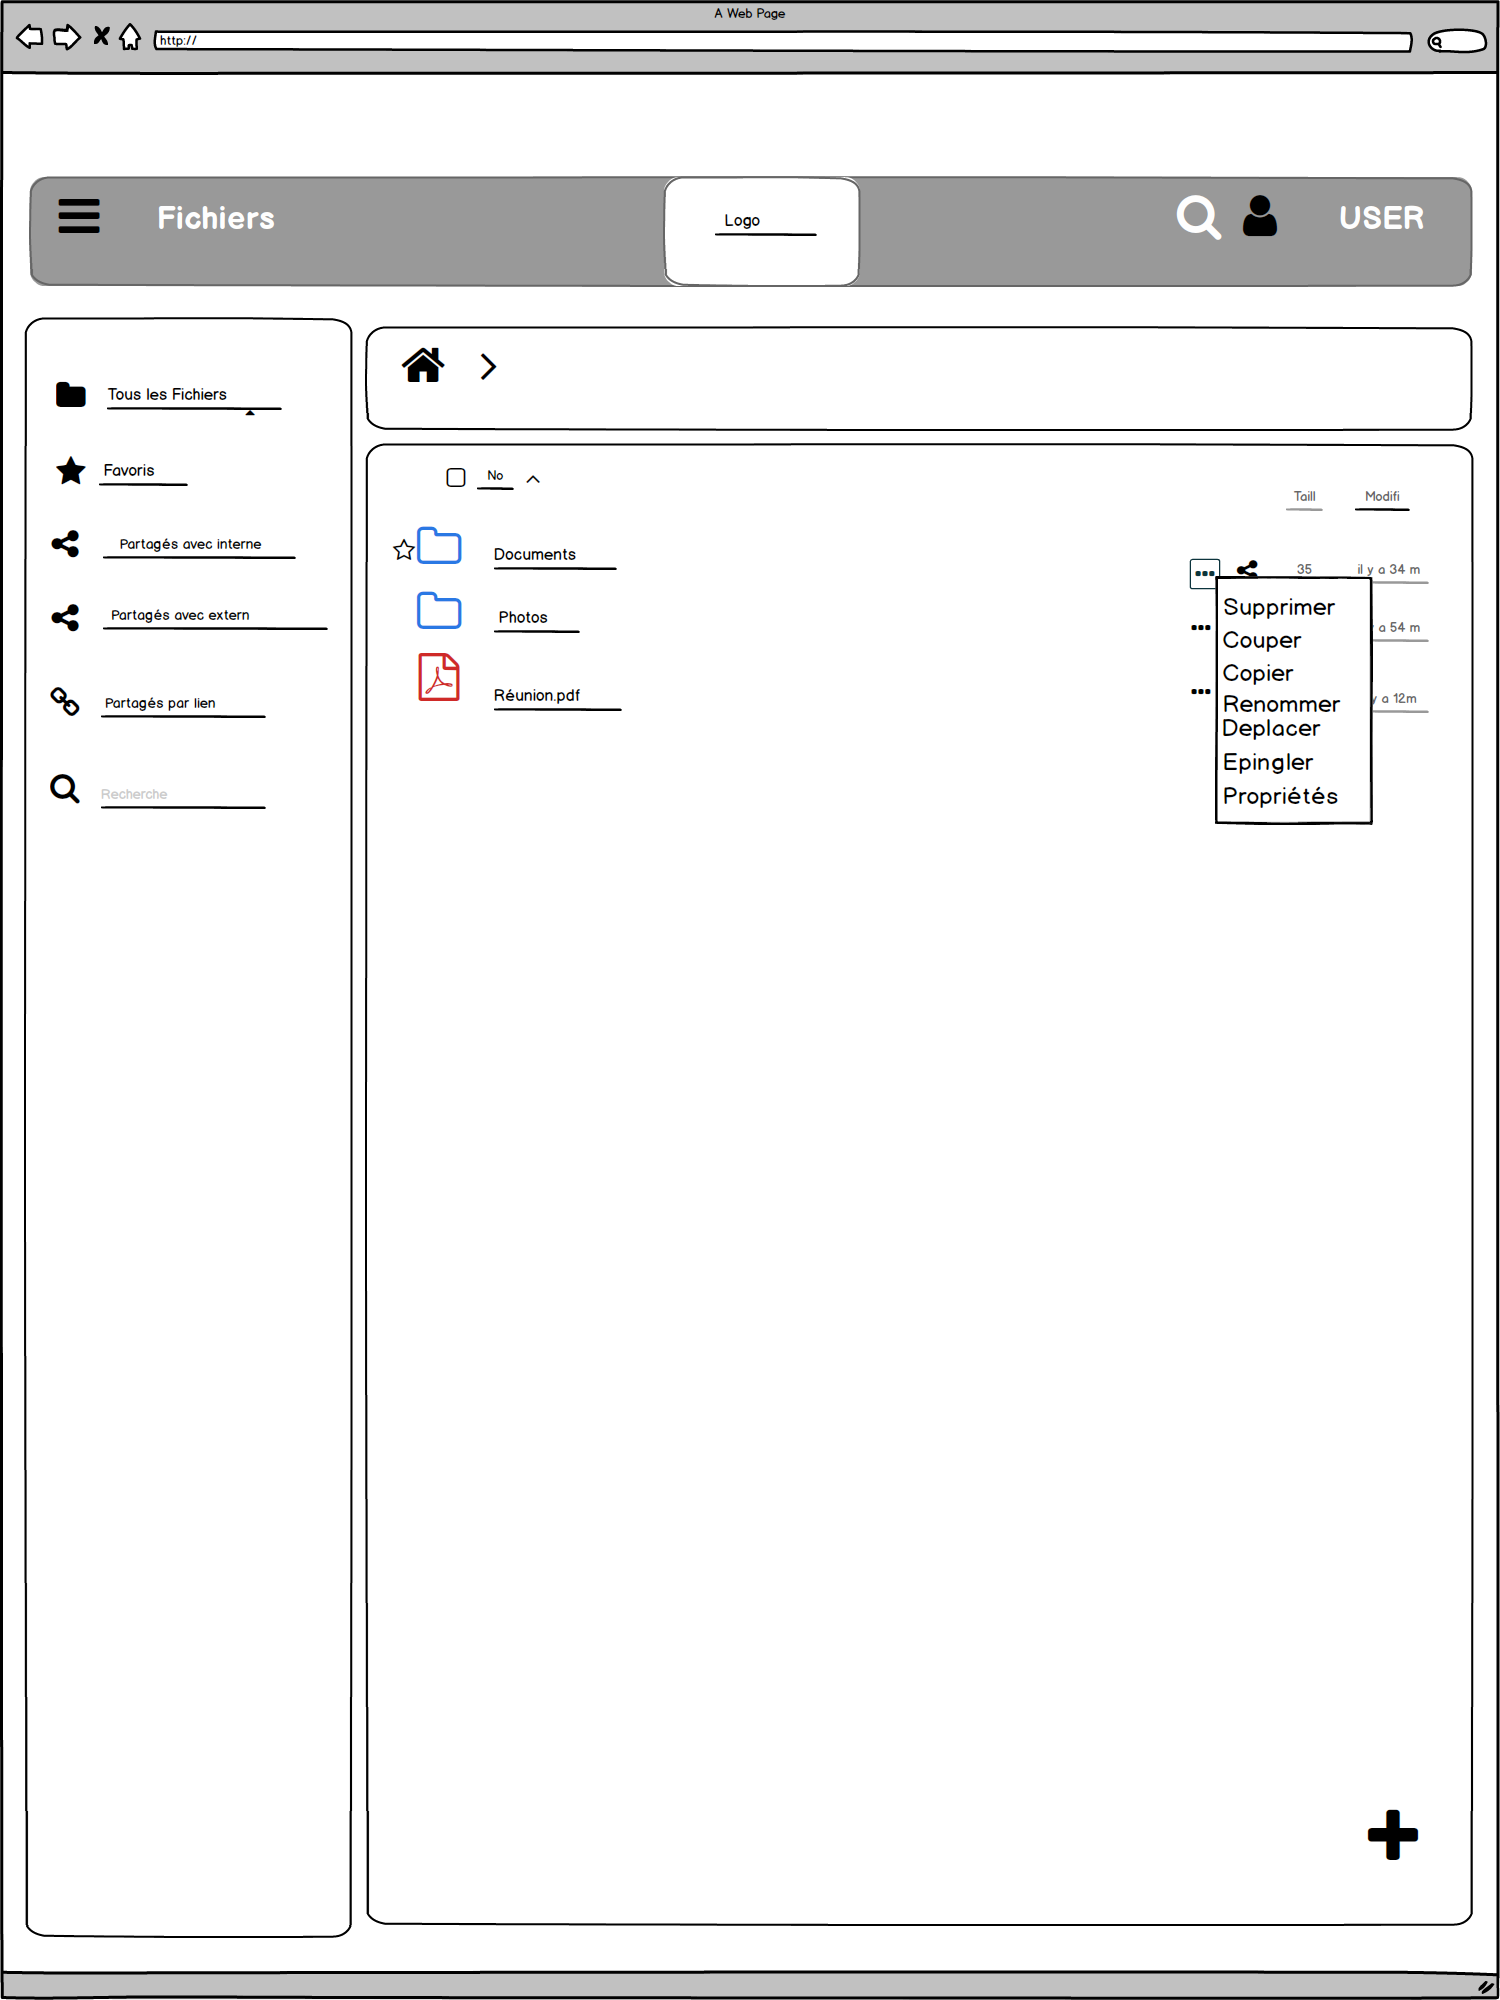 A Web Page
http://
Fichiers
Logo
USER
Tous les Fichiers
Favoris
Partagés avec interne
Partagés avec extern
Partagés par lien
Recherche
No
Taill
Modifi
Documents
35
il y a 34 m
Photos
a 54 m
Réunion.pdf
y a 12m
Supprimer
Couper
Copier
Renommer
Deplacer
Epingler
Propriétés